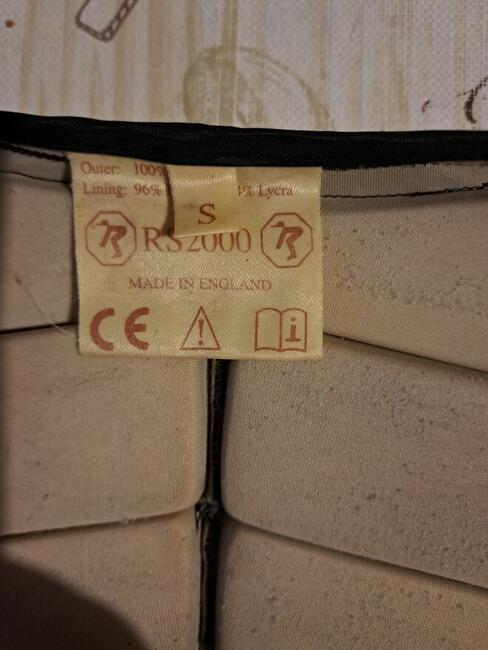 Outer: 100%
Lining: 96% 4% Lycra
S
RS2000
MADE IN ENGLAND
CE